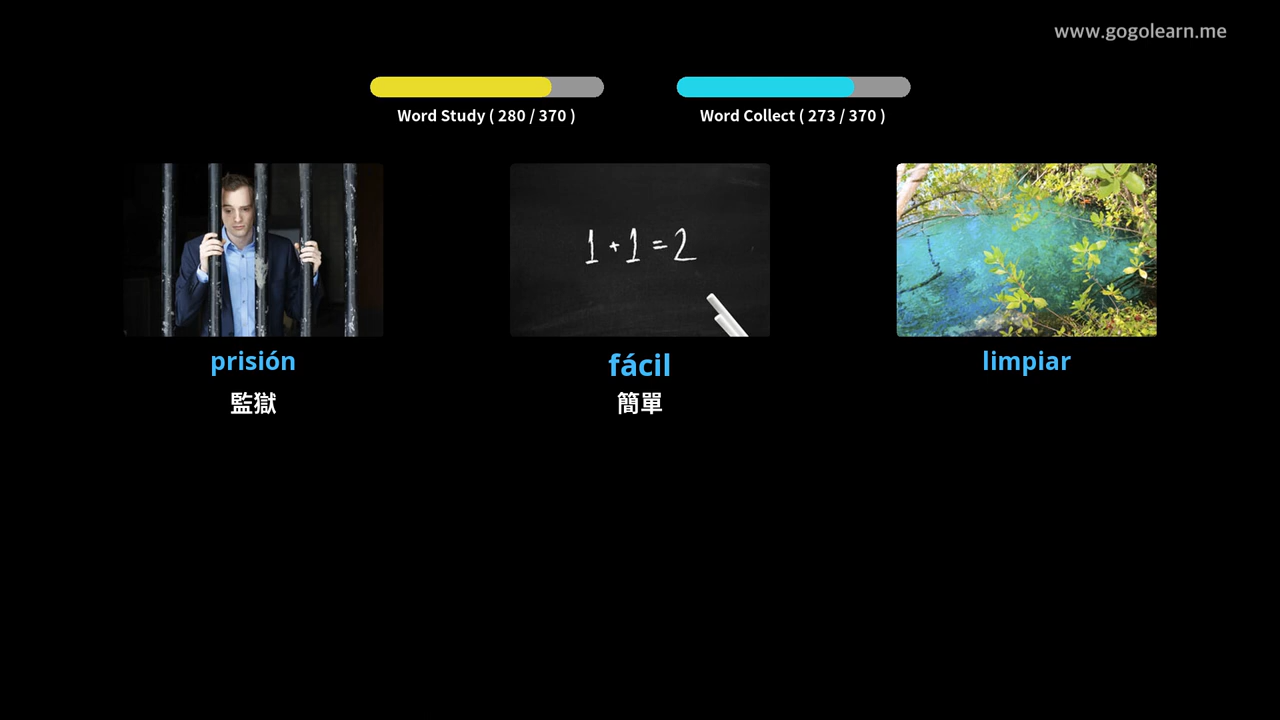 www.gogolearn.me
Word Study ( 280 / 370 )
Word Collect ( 273 / 370 )
1 + 1 = 2
prisión
fácil
limpiar
監獄
簡單